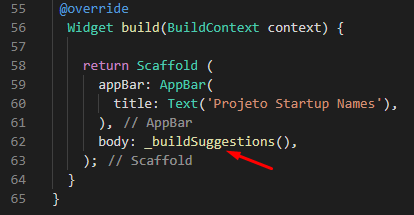 55 @override
56 Widget build(BuildContext context) {
57
58 return Scaffold (
59 appBar: AppBar(
60 title: Text('Projeto Startup Names'),
61 ), // AppBar
62 body: _buildSuggestions(),
63 ); // Scaffold
64 }
65 }